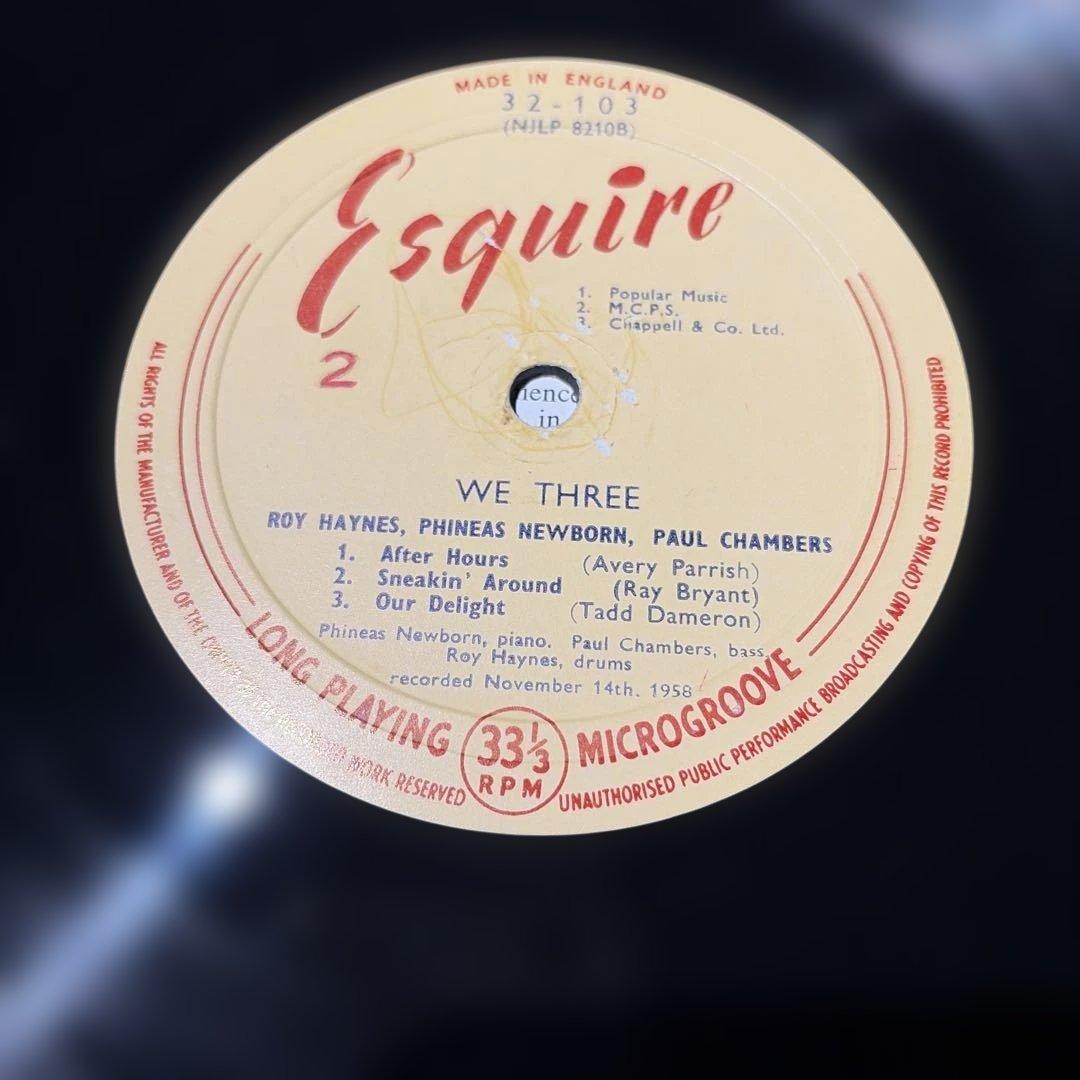 MADE IN ENGLAND
32-103
(NJLP 8210B)
Esquire
1. Popular Music
2. M.C.P.S.
3. Chappell & Co. Ltd.
2
ience
in
WE THREE
ROY HAYNES, PHINEAS NEWBORN, PAUL CHAMBERS
1. After Hours (Avery Parrish)
2. Sneakin' Around (Ray Bryant)
3. Our Delight (Tadd Dameron)
Phineas Newborn, piano. Paul Chambers, bass.
Roy Haynes, drums
recorded November 14th. 1958
LONG PLAYING 33⅓ RPM MICROGROOVE
ALL RIGHTS OF THE MANUFACTURER AND OF THE WORK RESERVED
UNAUTHORISED PUBLIC PERFORMANCE BROADCASTING AND COPYING OF THIS RECORD PROHIBITED